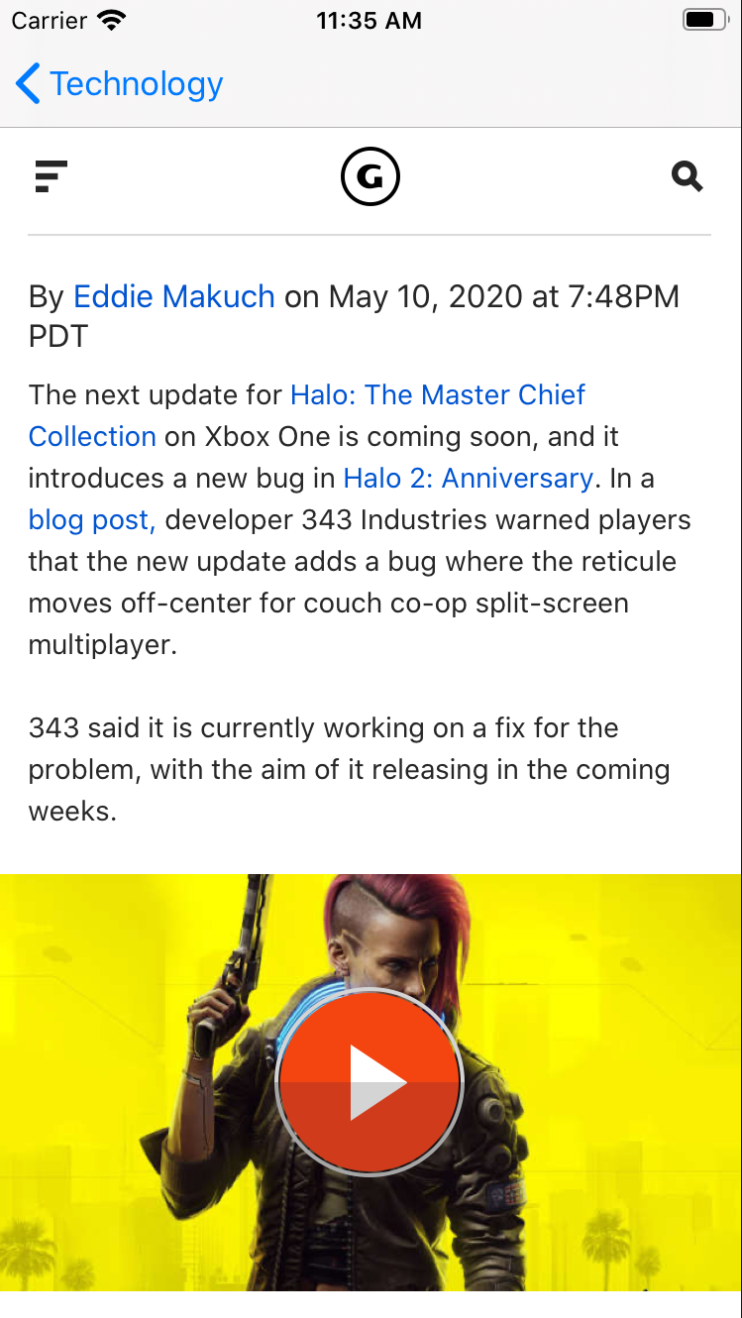 Carrier 11:35 AM
Technology
G
By Eddie Makuch on May 10, 2020 at 7:48PM
PDT
The next update for Halo: The Master Chief
Collection on Xbox One is coming soon, and it
introduces a new bug in Halo 2: Anniversary. In a
blog post, developer 343 Industries warned players
that the new update adds a bug where the reticule
moves off-center for couch co-op split-screen
multiplayer.
343 said it is currently working on a fix for the
problem, with the aim of it releasing in the coming
weeks.